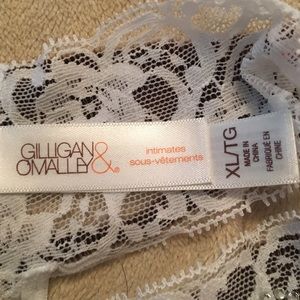 GILLIGAN &
O'MALLEY ®
intimates
sous-vêtements
XL/TG
MADE IN
CHINA
FABRIQUÉ EN
CHINE